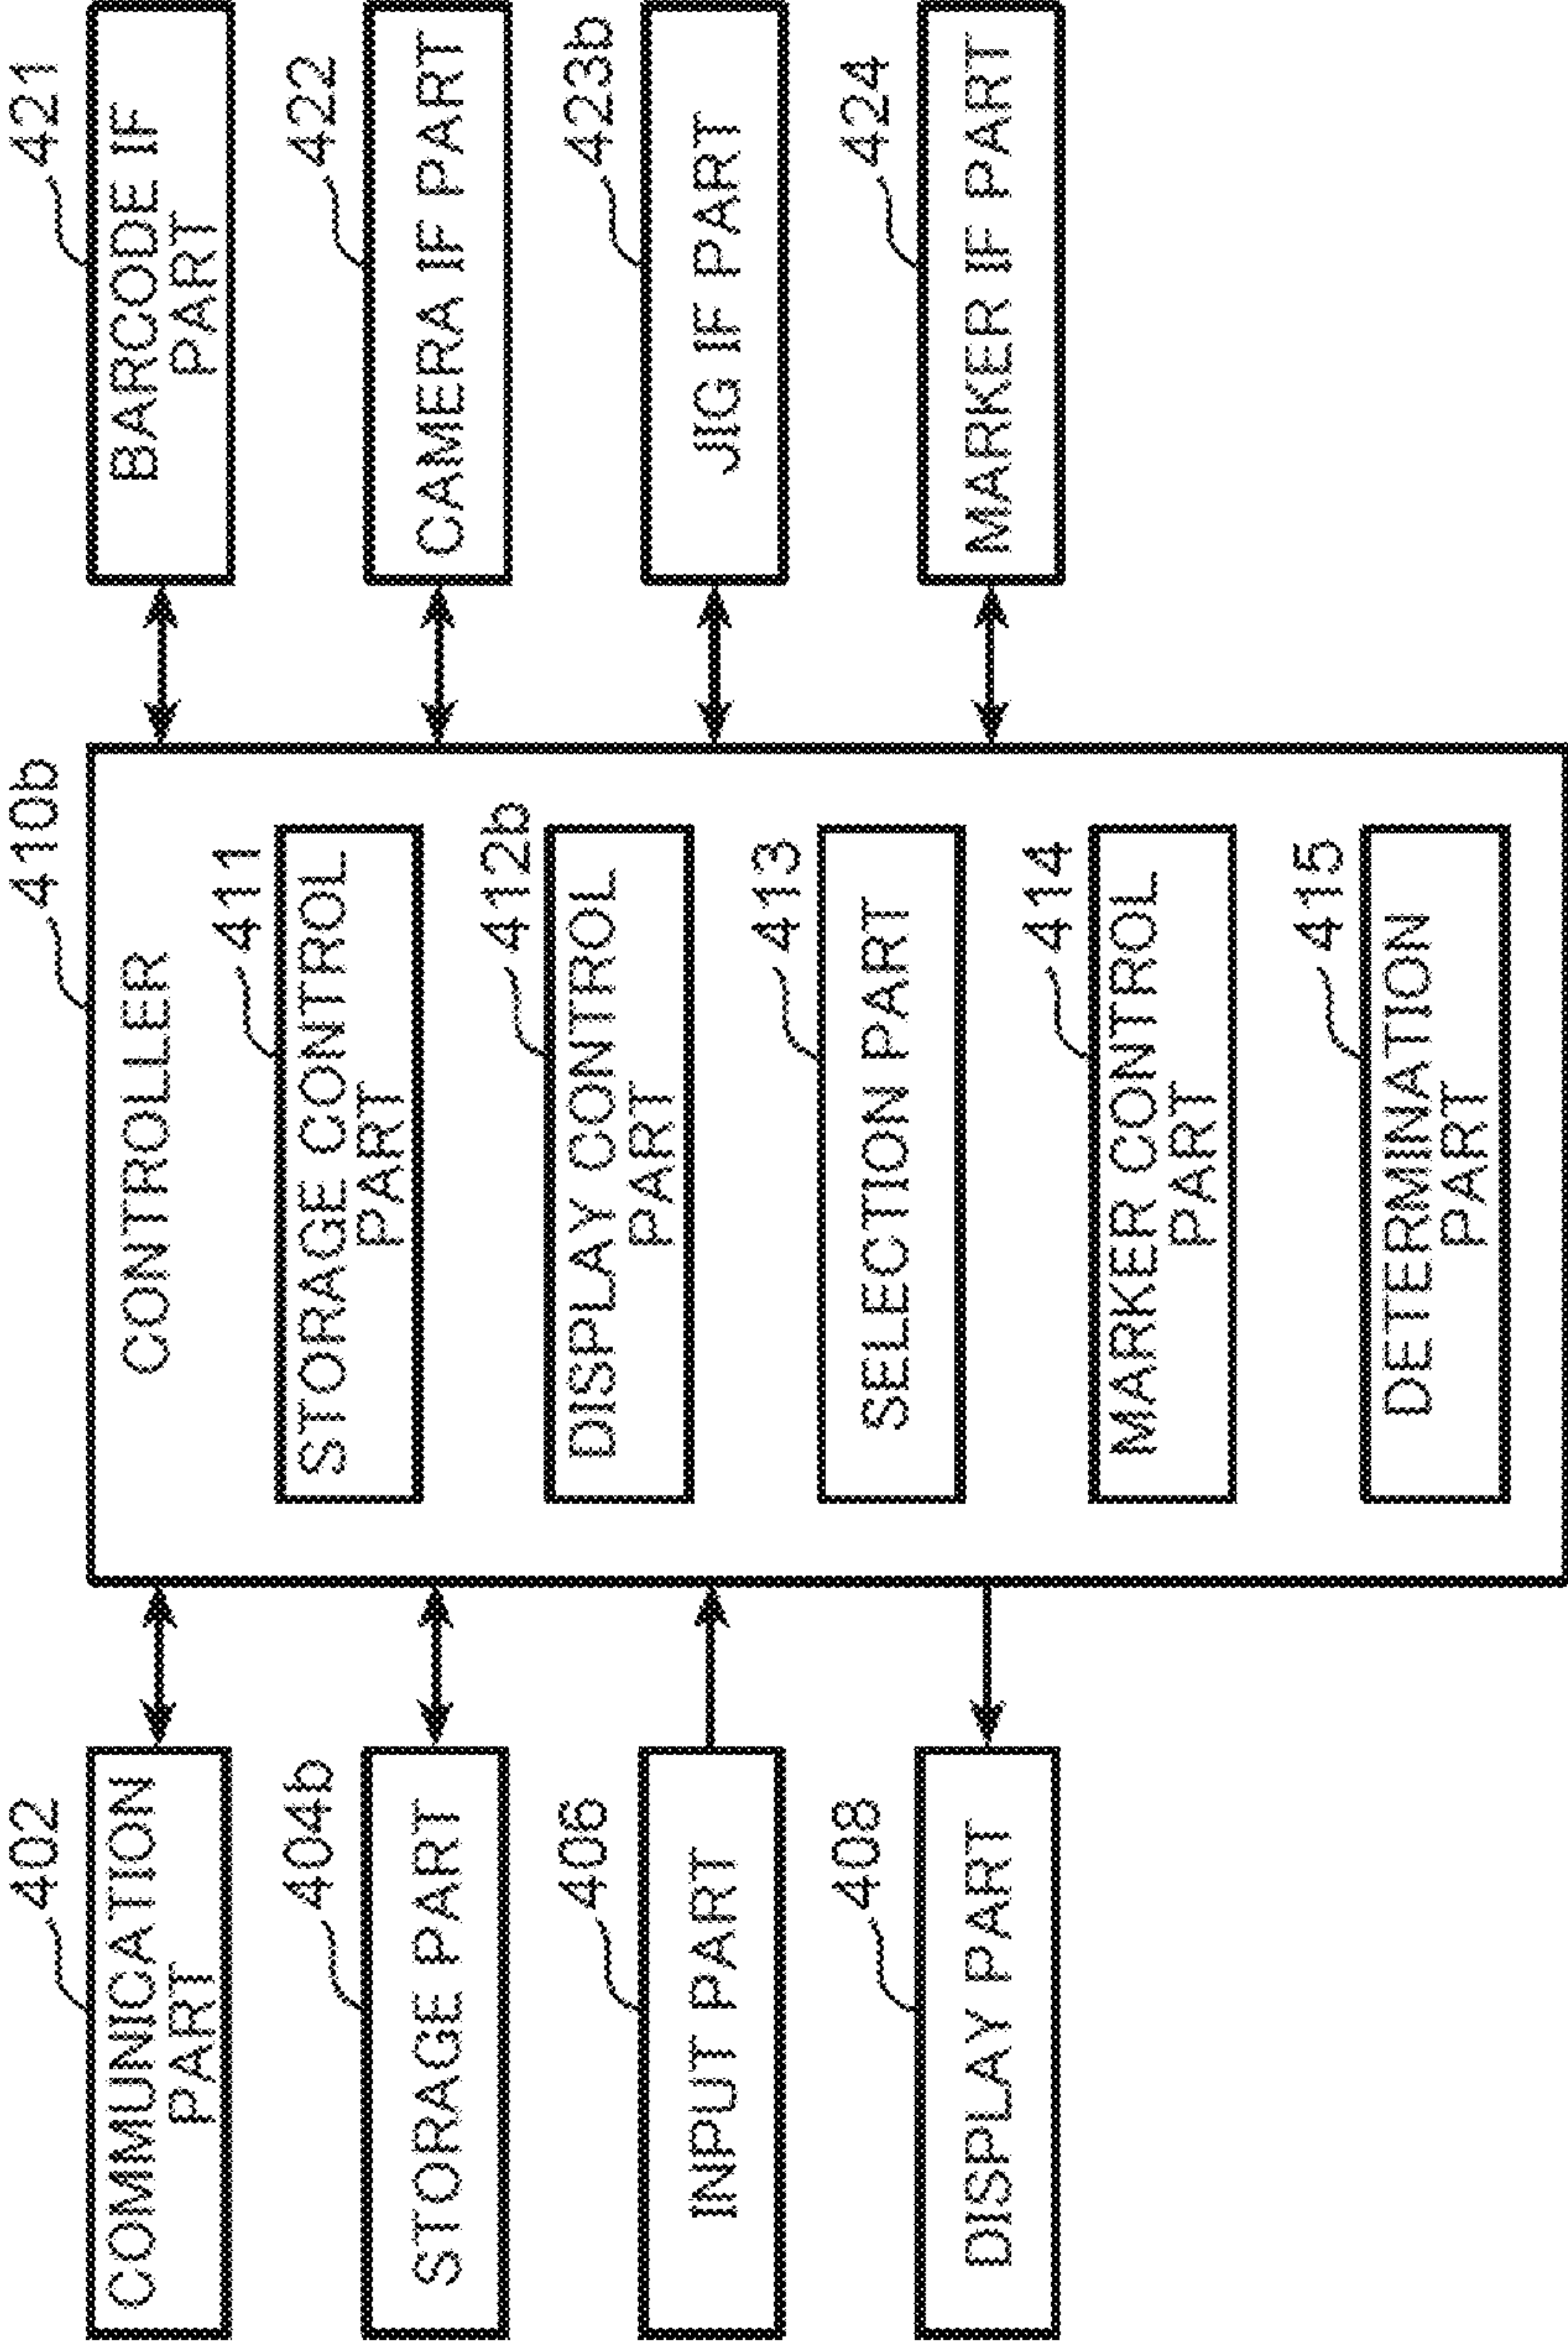 402
COMMUNICATION
PART
404b
STORAGE PART
406
INPUT PART
408
DISPLAY PART
410b
CONTROLLER
411
STORAGE CONTROL
PART
412b
DISPLAY CONTROL
PART
413
SELECTION PART
414
MARKER CONTROL
PART
415
DETERMINATION
PART
421
BARCODE IF
PART
422
CAMERA IF PART
423b
JIG IF PART
424
MARKER IF PART